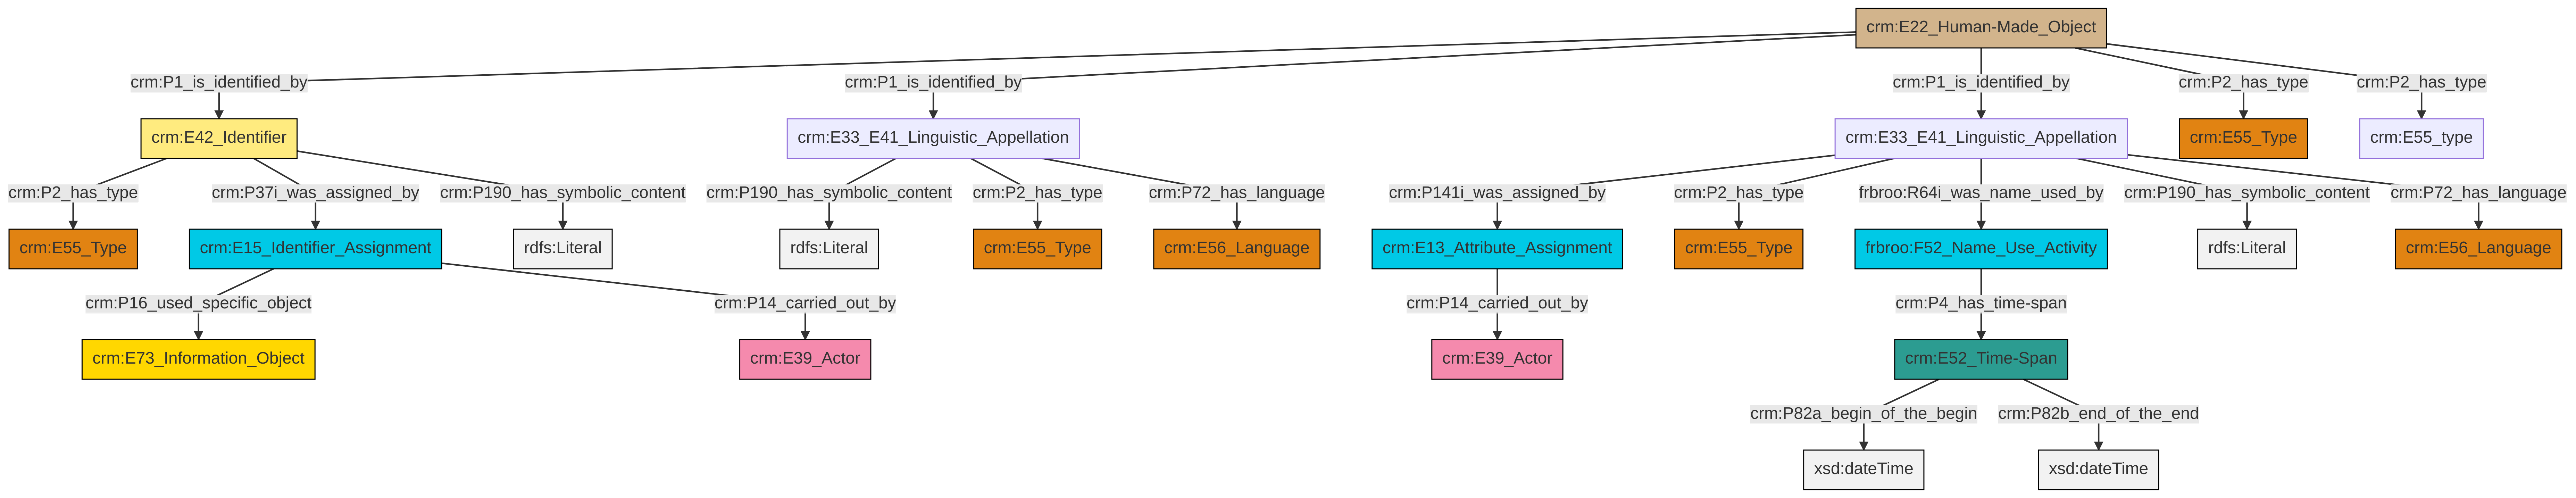 crm:E22_Human-Made_Object
crm:P1_is_identified_by
crm:P1_is_identified_by
crm:P1_is_identified_by
crm:P2_has_type
crm:P2_has_type
crm:E42_Identifier
crm:E33_E41_Linguistic_Appellation
crm:E33_E41_Linguistic_Appellation
crm:E55_Type
crm:E55_type
crm:P2_has_type
crm:P37i_was_assigned_by
crm:P190_has_symbolic_content
crm:P190_has_symbolic_content
crm:P2_has_type
crm:P72_has_language
crm:P141i_was_assigned_by
crm:P2_has_type
frbroo:R64i_was_name_used_by
crm:P190_has_symbolic_content
crm:P72_has_language
crm:E55_Type
crm:E15_Identifier_Assignment
rdfs:Literal
rdfs:Literal
crm:E55_Type
crm:E56_Language
crm:E13_Attribute_Assignment
crm:E55_Type
frbroo:F52_Name_Use_Activity
rdfs:Literal
crm:E56_Language
crm:P16_used_specific_object
crm:P14_carried_out_by
crm:P14_carried_out_by
crm:P4_has_time-span
crm:E73_Information_Object
crm:E39_Actor
crm:E39_Actor
crm:E52_Time-Span
crm:P82a_begin_of_the_begin
crm:P82b_end_of_the_end
xsd:dateTime
xsd:dateTime